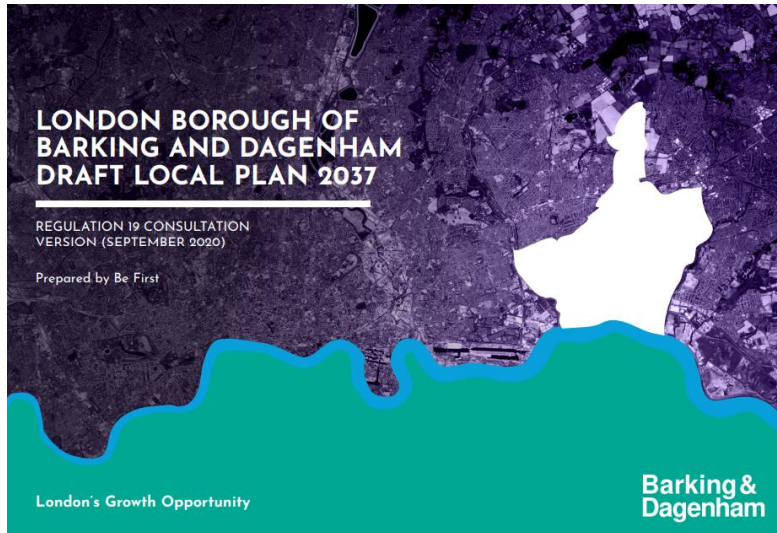 LONDON BOROUGH OF
BARKING AND DAGENHAM
DRAFT LOCAL PLAN 2037
REGULATION 19 CONSULTATION
VERSION (SEPTEMBER 2020)
Prepared by Be First
London's Growth Opportunity
Barking &
Dagenham